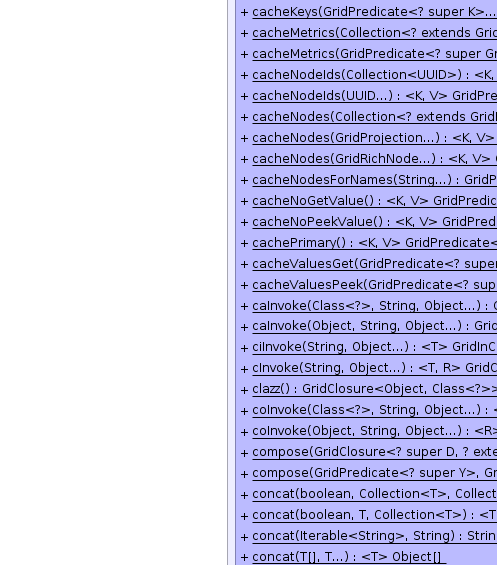 + cacheKeys(GridPredicate<? super K>...
+ cacheMetrics(Collection<? extends Grid
+ cacheMetrics(GridPredicate<? super Gr
+ cacheNodeIds(Collection<UUID>) : <K,
+ cacheNodeIds(UUID...) : <K, V> GridPre
+ cacheNodes(Collection<? extends Grid
+ cacheNodes(GridProjection...) : <K, V>
+ cacheNodes(GridRichNode...) : <K, V>
+ cacheNodesForNames(String...) : GridP
+ cacheNoGetValue() : <K, V> GridPredic
+ cacheNoPeekValue() : <K, V> GridPred
+ cachePrimary() : <K, V> GridPredicate<
+ cacheValuesGet(GridPredicate<? super
+ cacheValuesPeek(GridPredicate<? sup
+ caInvoke(Class<?>, String, Object...) :
+ caInvoke(Object, String, Object...) : Grid
+ ciInvoke(String, Object...) : <T> GridInC
+ cInvoke(String, Object...) : <T, R> GridC
+ clazz() : GridClosure<Object, Class<?>>
+ coInvoke(Class<?>, String, Object...) : <
+ coInvoke(Object, String, Object...) : <R>
+ compose(GridClosure<? super D, ? exte
+ compose(GridPredicate<? super Y>, Gr
+ concat(boolean, Collection<T>, Collect
+ concat(boolean, T, Collection<T>) : <T
+ concat(Iterable<String>, String) : Strin
+ concat(T[], T...) : <T> Object[]